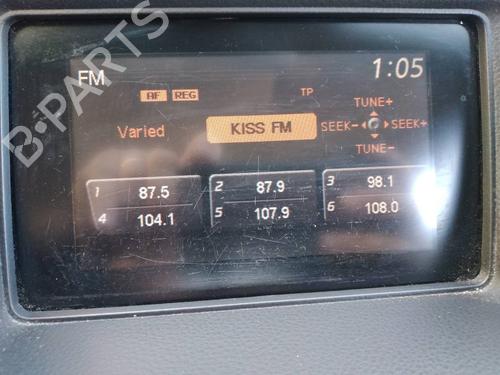 FM
1:05
AF REG
TP
TUNE+
Varied
KISS FM
SEEK- SEEK+
TUNE-
1 87.5
2 87.9
3 98.1
4 104.1
5 107.9
6 108.0
B-PARTS